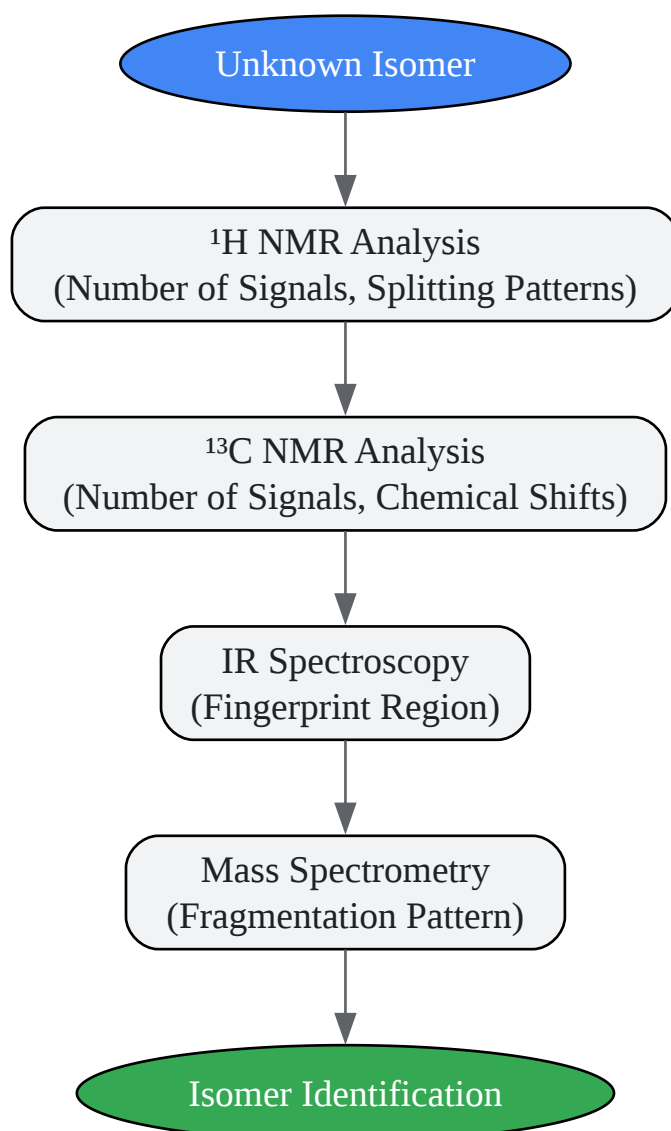 Unknown Isomer
¹H NMR Analysis
(Number of Signals, Splitting Patterns)
¹³C NMR Analysis
(Number of Signals, Chemical Shifts)
IR Spectroscopy
(Fingerprint Region)
Mass Spectrometry
(Fragmentation Pattern)
Isomer Identification